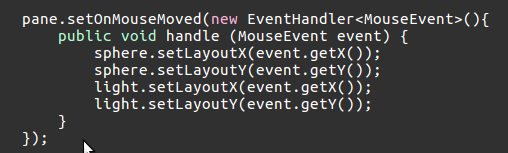 pane.setOnMouseMoved(new EventHandler<MouseEvent>(){
    public void handle (MouseEvent event) {
        sphere.setLayoutX(event.getX());
        sphere.setLayoutY(event.getY());
        light.setLayoutX(event.getX());
        light.setLayoutY(event.getY());
    }
});